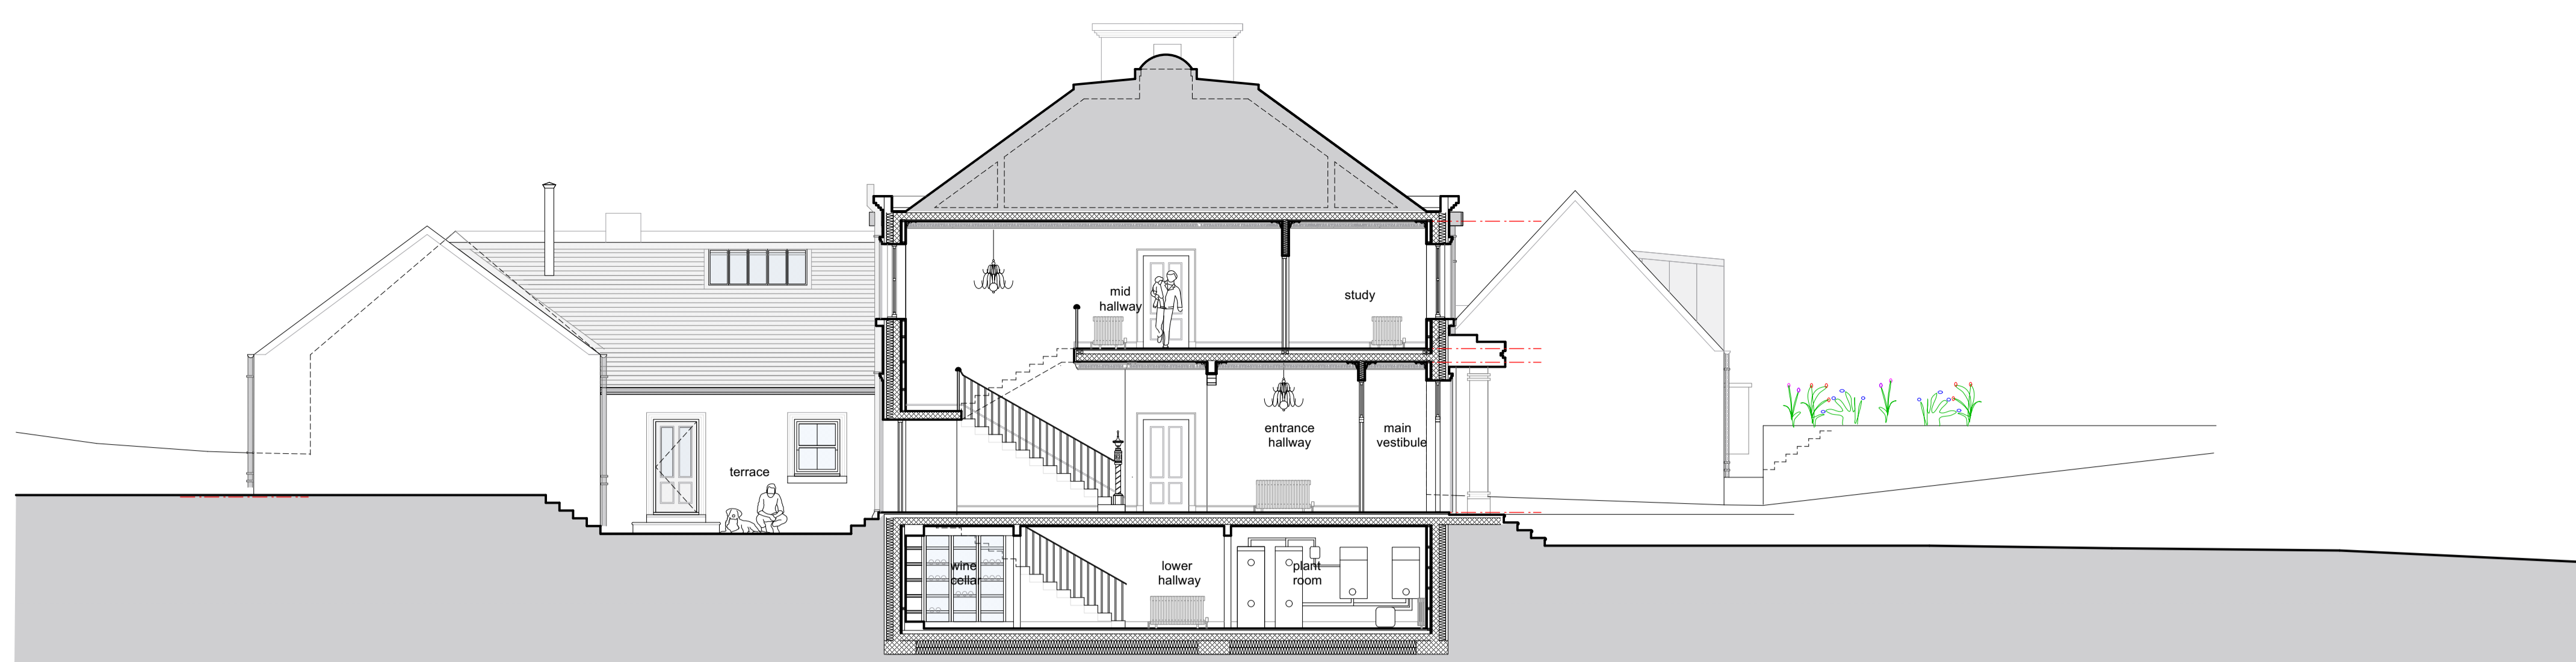 mid
hallway
study
entrance
hallway
main
vestibule
terrace
wine
cellar
lower
hallway
plant
room